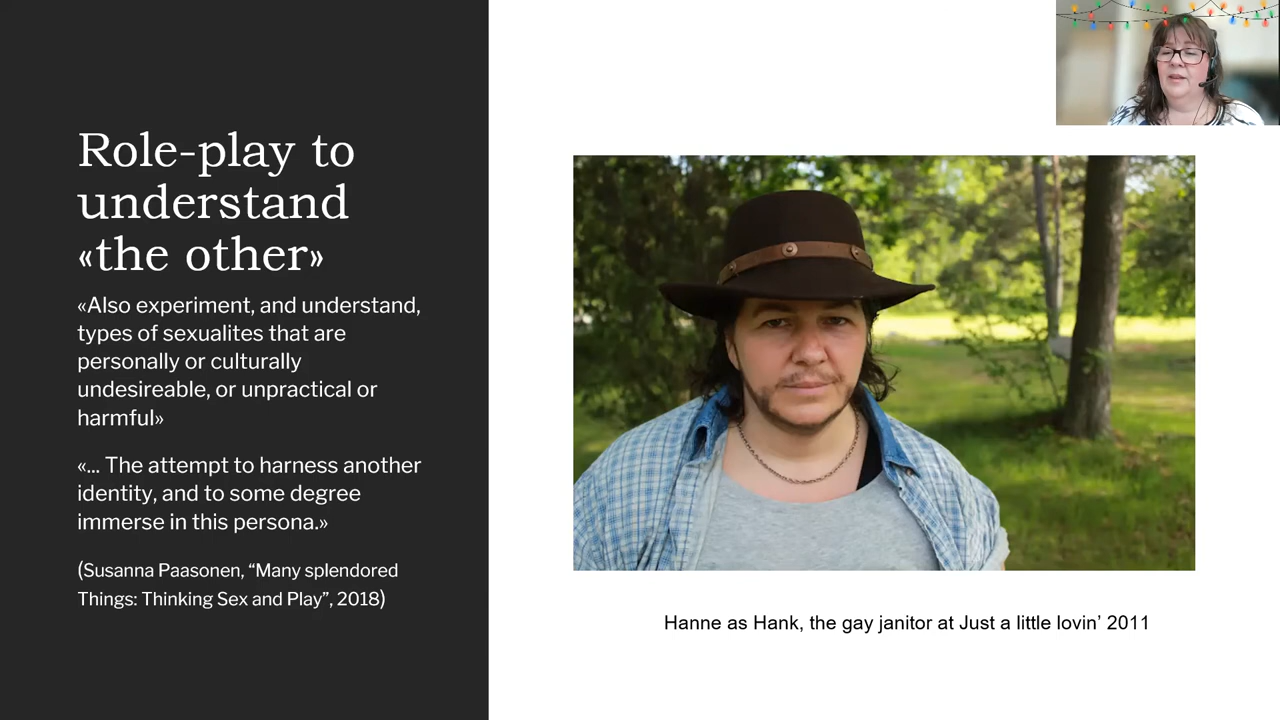 Role-play to
understand
«the other»
«Also experiment, and understand,
types of sexualites that are
personally or culturally
undesireable, or unpractical or
harmful»
«... The attempt to harness another
identity, and to some degree
immerse in this persona.»
(Susanna Paasonen, “Many splendored
Things: Thinking Sex and Play”, 2018)
Hanne as Hank, the gay janitor at Just a little lovin’ 2011